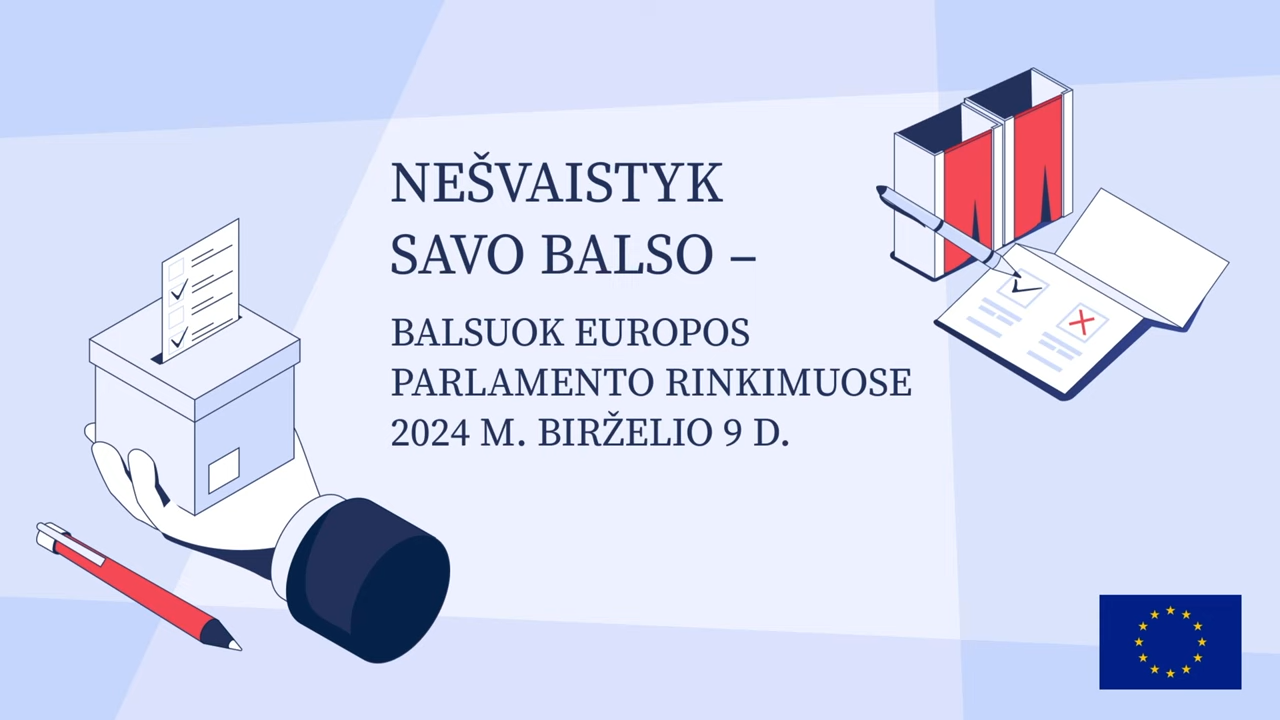 NEŠVAISTYK
SAVO BALSO –
BALSUOK EUROPOS
PARLAMENTO RINKIMUOSE
2024 M. BIRŽELIO 9 D.